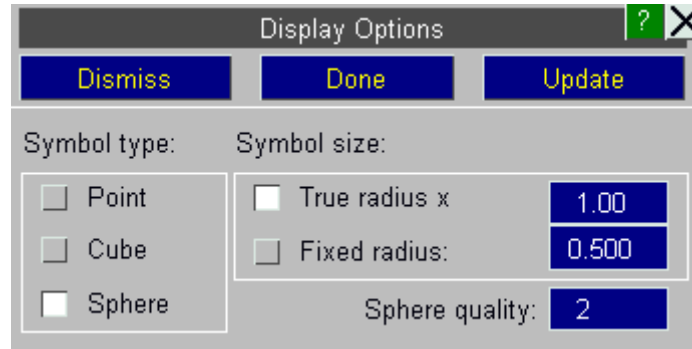 Display Options ? X
Dismiss Done Update
Symbol type: Symbol size:
Point True radius x 1.00
Cube Fixed radius: 0.500
Sphere Sphere quality: 2